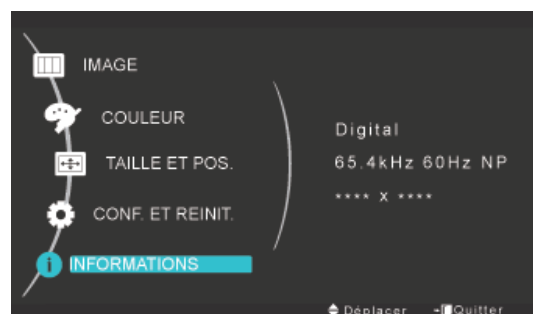 IMAGE
COULEUR
TAILLE ET POS.
CONF. ET REINIT.
INFORMATIONS
Digital
65.4kHz 60Hz NP
**** X ****
Déplacer Quitter